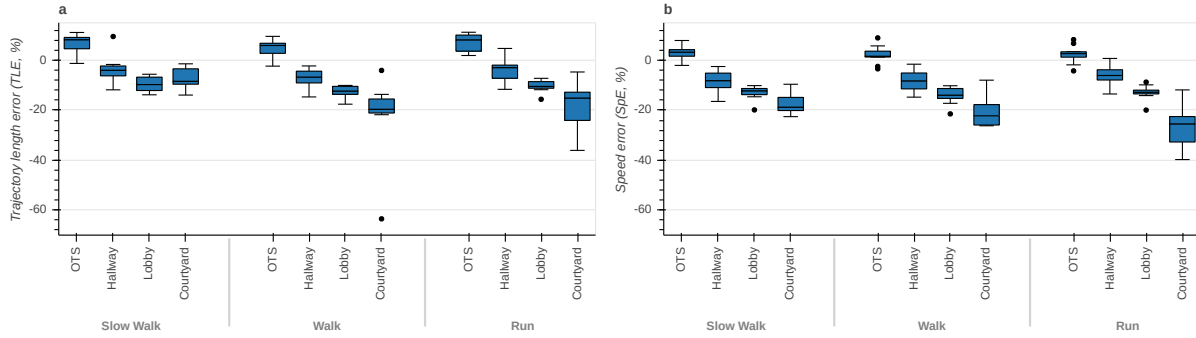 a
Trajectory length error (TLE, %)
0
-20
-40
-60
OTS
Hallway
Lobby
Courtyard
OTS
Hallway
Lobby
Courtyard
OTS
Hallway
Lobby
Courtyard
Slow Walk
Walk
Run
b
Speed error (SpE, %)
0
-20
-40
-60
OTS
Hallway
Lobby
Courtyard
OTS
Hallway
Lobby
Courtyard
OTS
Hallway
Lobby
Courtyard
Slow Walk
Walk
Run